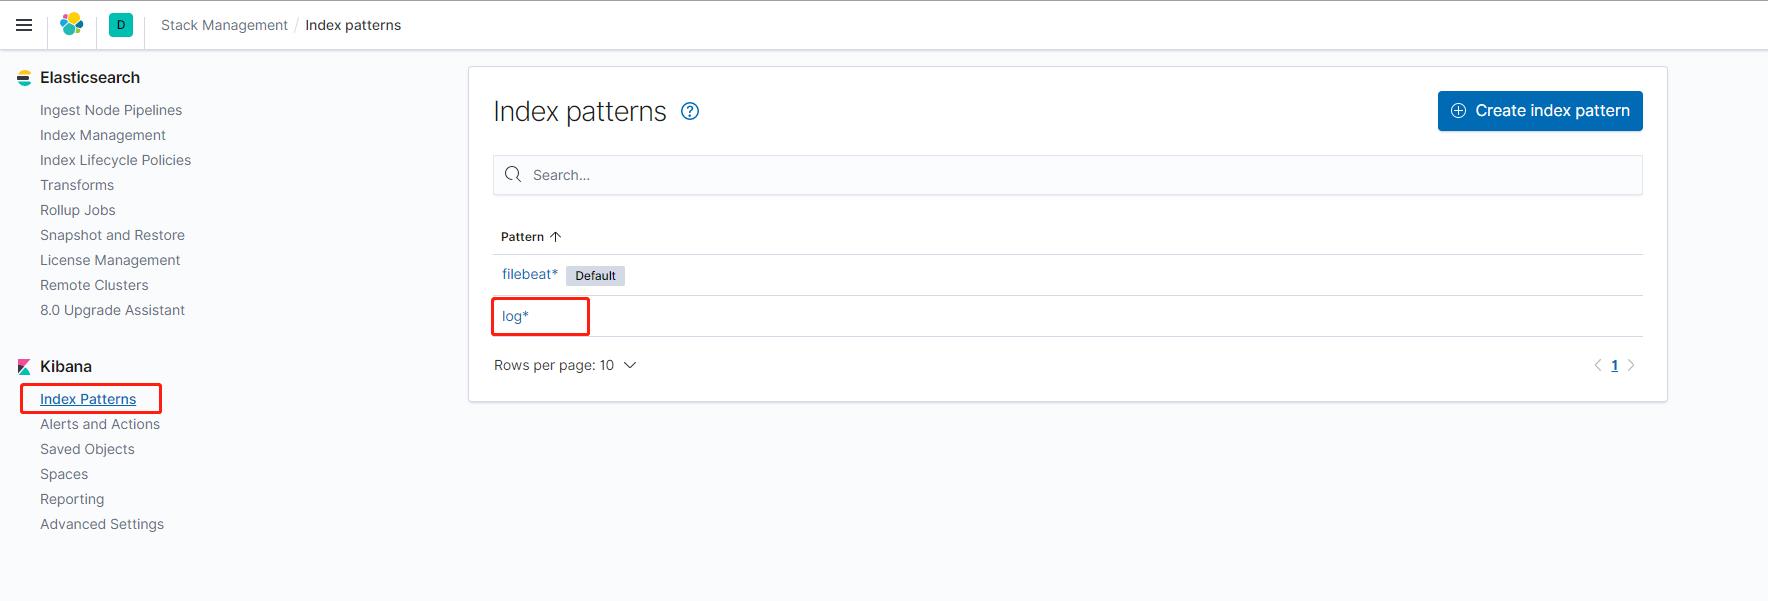 D Stack Management / Index patterns
Elasticsearch
Ingest Node Pipelines
Index Management
Index Lifecycle Policies
Transforms
Rollup Jobs
Snapshot and Restore
License Management
Remote Clusters
8.0 Upgrade Assistant
Kibana
Index Patterns
Alerts and Actions
Saved Objects
Spaces
Reporting
Advanced Settings
Index patterns ?
Create index pattern
Search...
Pattern ↑
filebeat* Default
log*
Rows per page: 10
< 1 >